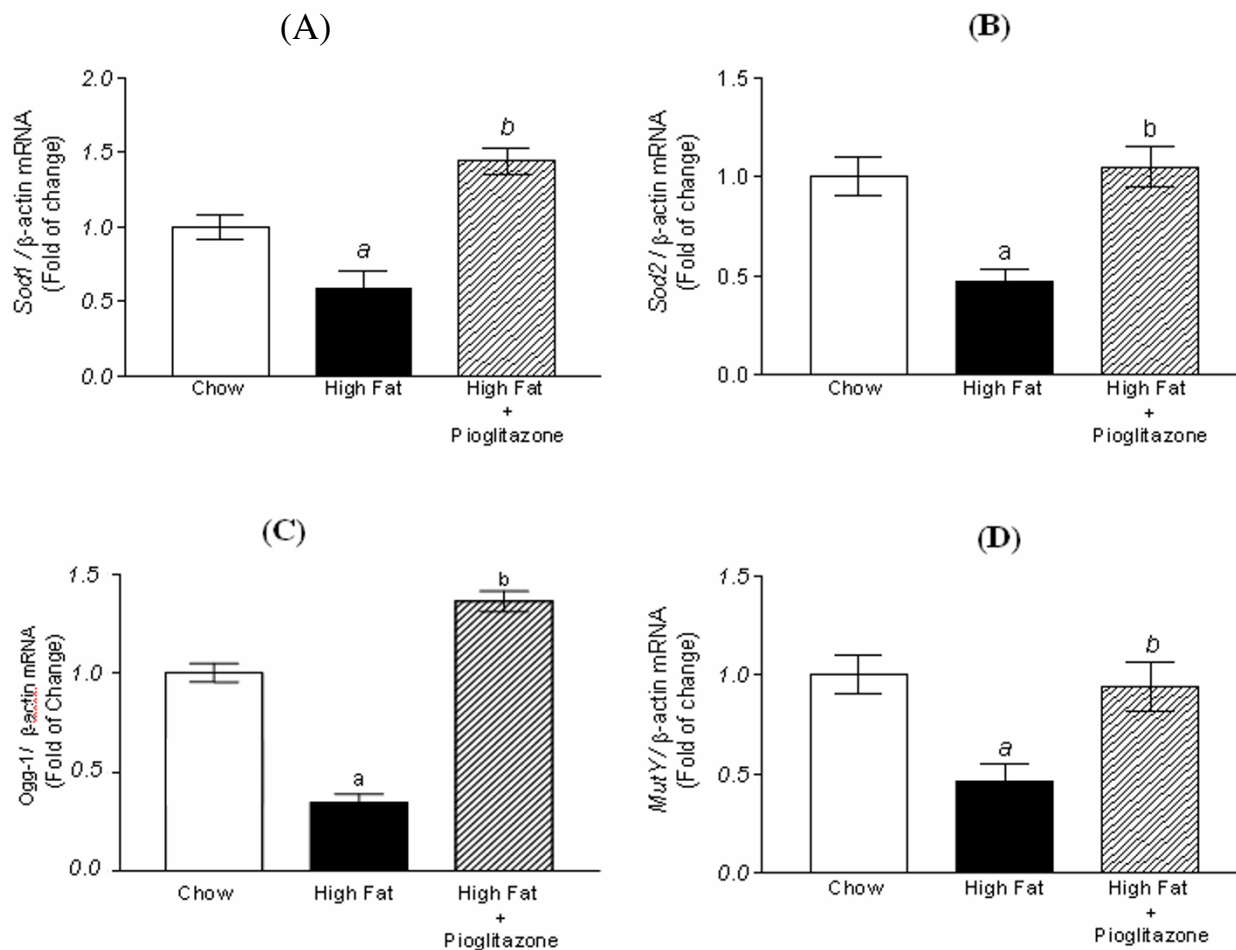 (A)
Sod1 / β-actin mRNA
(Fold of change)
2.0
1.5
1.0
0.5
0.0
a
b
Chow
High Fat
High Fat
+
Pioglitazone
(B)
Sod2 / β-actin mRNA
(Fold of change)
1.5
1.0
0.5
0.0
a
b
Chow
High Fat
High Fat
+
Pioglitazone
(C)
Ogg-1 / β-actin mRNA
(Fold of Change)
1.5
1.0
0.5
0.0
a
b
Chow
High Fat
High Fat
+
Pioglitazone
(D)
MutY / β-actin mRNA
(Fold of change)
1.5
1.0
0.5
0.0
a
b
Chow
High Fat
High Fat
+
Pioglitazone